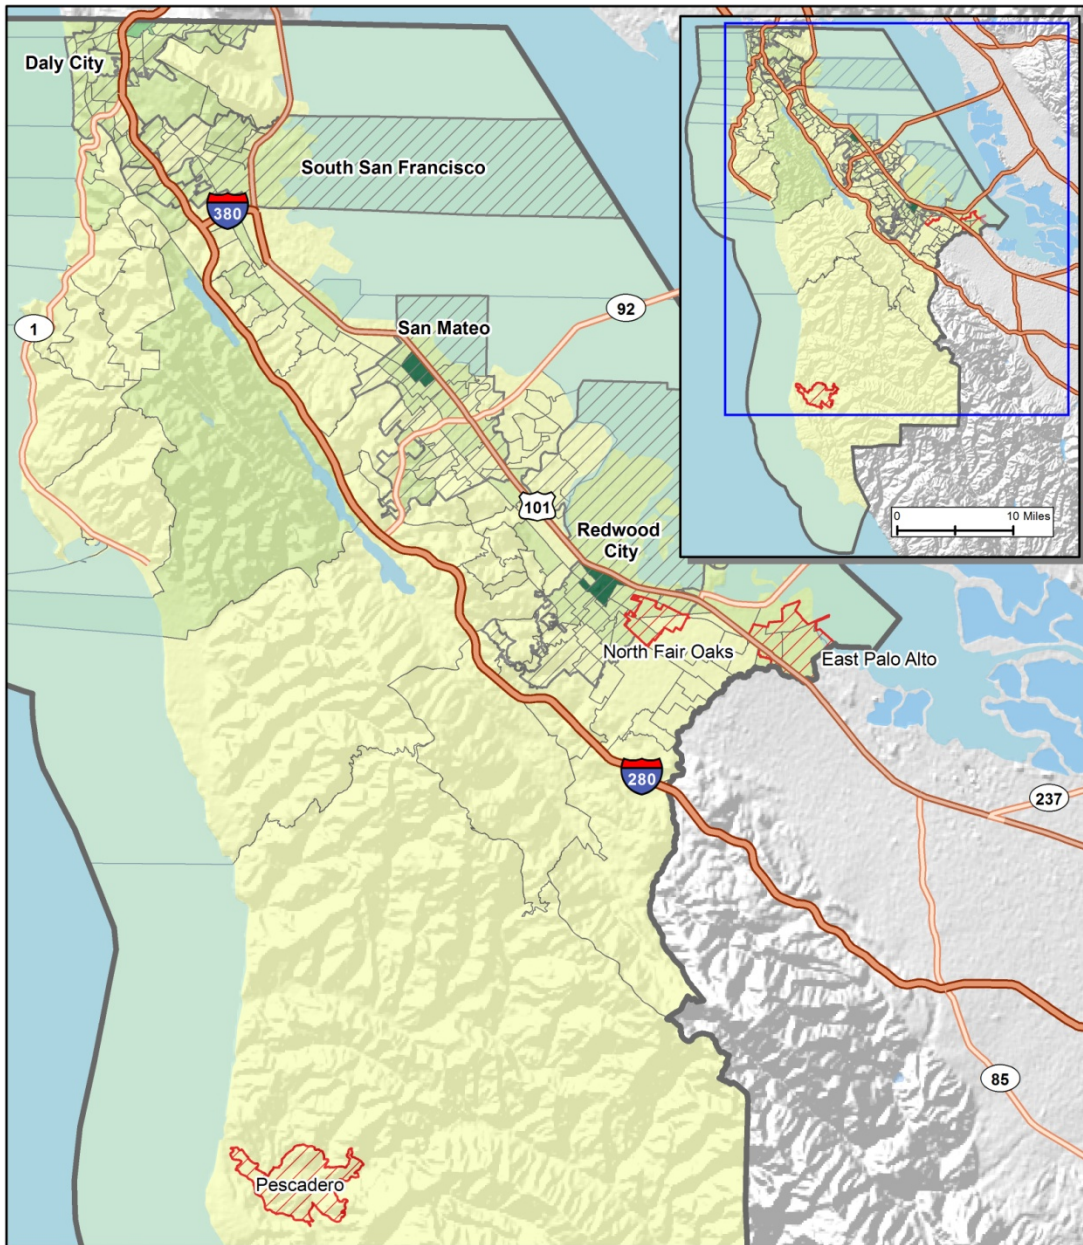 Daly City
South San Francisco
380
92
1
San Mateo
0 10 Miles
101
Redwood
City
North Fair Oaks
East Palo Alto
280
237
85
Pescadero